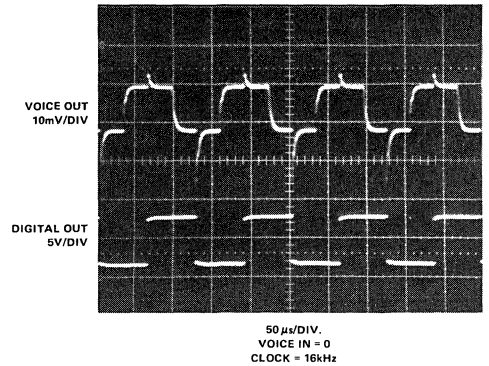 VOICE OUT
10mV/DIV
DIGITAL OUT
5V/DIV
50 µs/DIV.
VOICE IN = 0
CLOCK = 16kHz